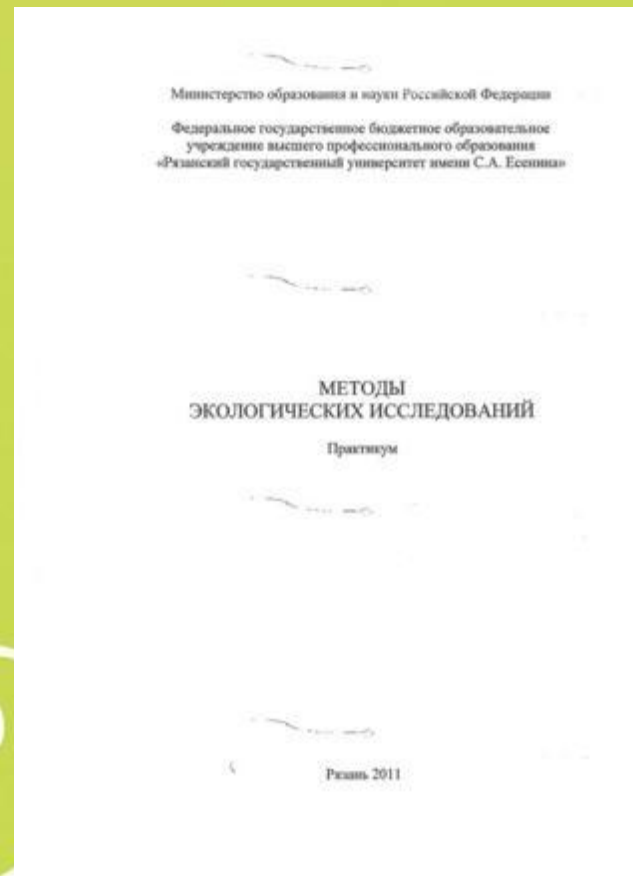 Министерство образования и науки Российской Федерации
Федеральное государственное бюджетное образовательное
учреждение высшего профессионального образования
«Рязанский государственный университет имени С.А. Есенина»
МЕТОДЫ
ЭКОЛОГИЧЕСКИХ ИССЛЕДОВАНИЙ
Практикум
Рязань 2011